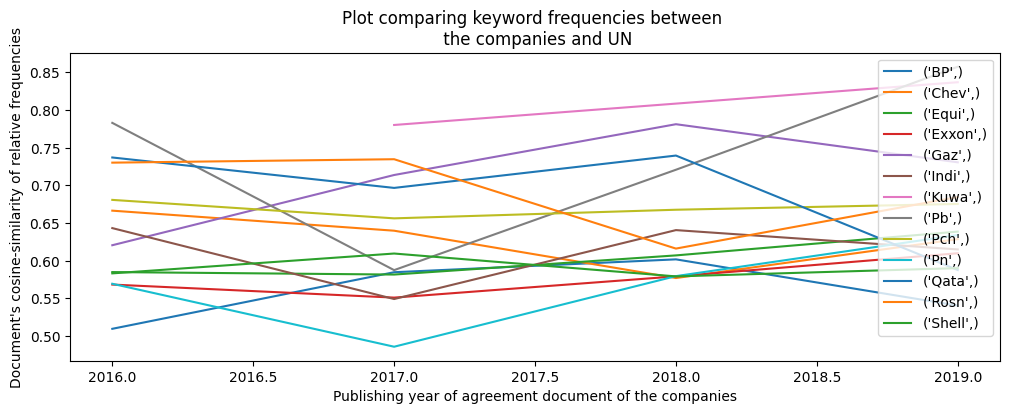 Plot comparing keyword frequencies between
the companies and UN
Document's cosine-similarity of relative frequencies
0.85
0.80
0.75
0.70
0.65
0.60
0.55
0.50
('BP',)
('Chev',)
('Equi',)
('Exxon',)
('Gaz',)
('Indi',)
('Kuwa',)
('Pb',)
('Pch',)
('Pn',)
('Qata',)
('Rosn',)
('Shell',)
2016.0
2016.5
2017.0
2017.5
2018.0
2018.5
2019.0
Publishing year of agreement document of the companies